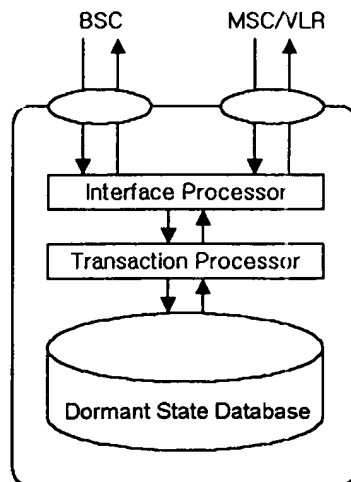 BSC MSC/VLR
Interface Processor
Transaction Processor
Dormant State Database